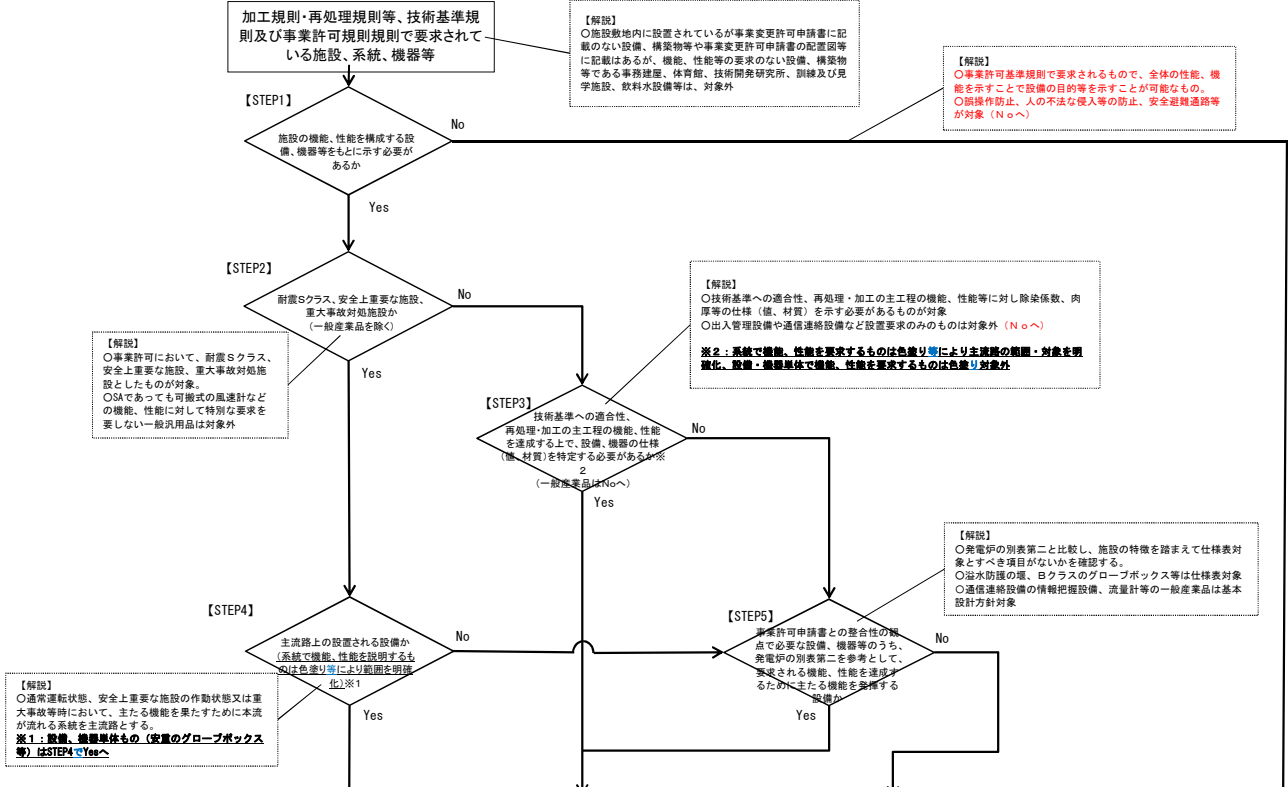 加工規則・再処理規則等、技術基準規
則及び事業許可規則規則で要求されて
いる施設、系統、機器等
【解説】
○施設敷地内に設置されているが事業変更許可申請書に記
載のない設備、構築物等や事業変更許可申請書の配置図等
に記載はあるが、機能、性能等の要求のない設備、構築物
等である事務建屋、体育館、技術開発研究所、訓練及び見
学施設、飲料水設備等は、対象外
【解説】
○事業許可基準規則で要求されるもので、全体の性能、機
能を示すことで設備の目的等を示すことが可能なもの。
○誤操作防止、人の不法な侵入等の防止、安全避難通路等
が対象（Ｎｏへ）
【STEP1】
施設の機能、性能を構成する設
備、機器等をもとに示す必要が
あるか
No
Yes
【STEP2】
耐震Sクラス、安全上重要な施設、
重大事故対処施設か
（一般産業品を除く）
No
Yes
【解説】
○事業許可において、耐震Ｓクラス、
安全上重要な施設、重大事故対処施
設としたものが対象。
○SAであっても可搬式の風速計など
の機能、性能に対して特別な要求を
要しない一般汎用品は対象外
【解説】
○技術基準への適合性、再処理・加工の主工程の機能、性能等に対し除染係数、肉
厚等の仕様（値、材質）を示す必要があるものが対象
○出入管理設備や通信連絡設備など設置要求のみのものは対象外（Ｎｏへ）
※２：系統で機能、性能を要求するものは色塗り等により主流路の範囲・対象を明
確化、設備・機器単体で機能、性能を要求するものは色塗り対象外
【STEP3】
技術基準への適合性、
再処理・加工の主工程の機能、性能
を達成する上で、設備、機器の仕様
（値、材質）を特定する必要があるか※
２
（一般産業品はNoへ）
No
Yes
【解説】
○発電炉の別表第二と比較し、施設の特徴を踏まえて仕様表対
象とすべき項目がないかを確認する。
○溢水防護の堰、Ｂクラスのグローブボックス等は仕様表対象
○通信連絡設備の情報把握設備、流量計等の一般産業品は基本
設計方針対象
【STEP4】
主流路上の設置される設備か
（系統で機能、性能を説明するも
のは色塗り等により範囲を明確
化）※１
No
Yes
【STEP5】
事業許可申請書との整合性の観
点で必要な設備、機器等のうち、
発電炉の別表第二を参考として、
要求される機能、性能を達成す
るために主たる機能を発揮する
設備か
No
Yes
【解説】
○通常運転状態、安全上重要な施設の作動状態又は重
大事故等時において、主たる機能を果たすために本流
が流れる系統を主流路とする。
※１：設備、機器単体もの（安重のグローブボックス
等）はSTEP4でYesへ